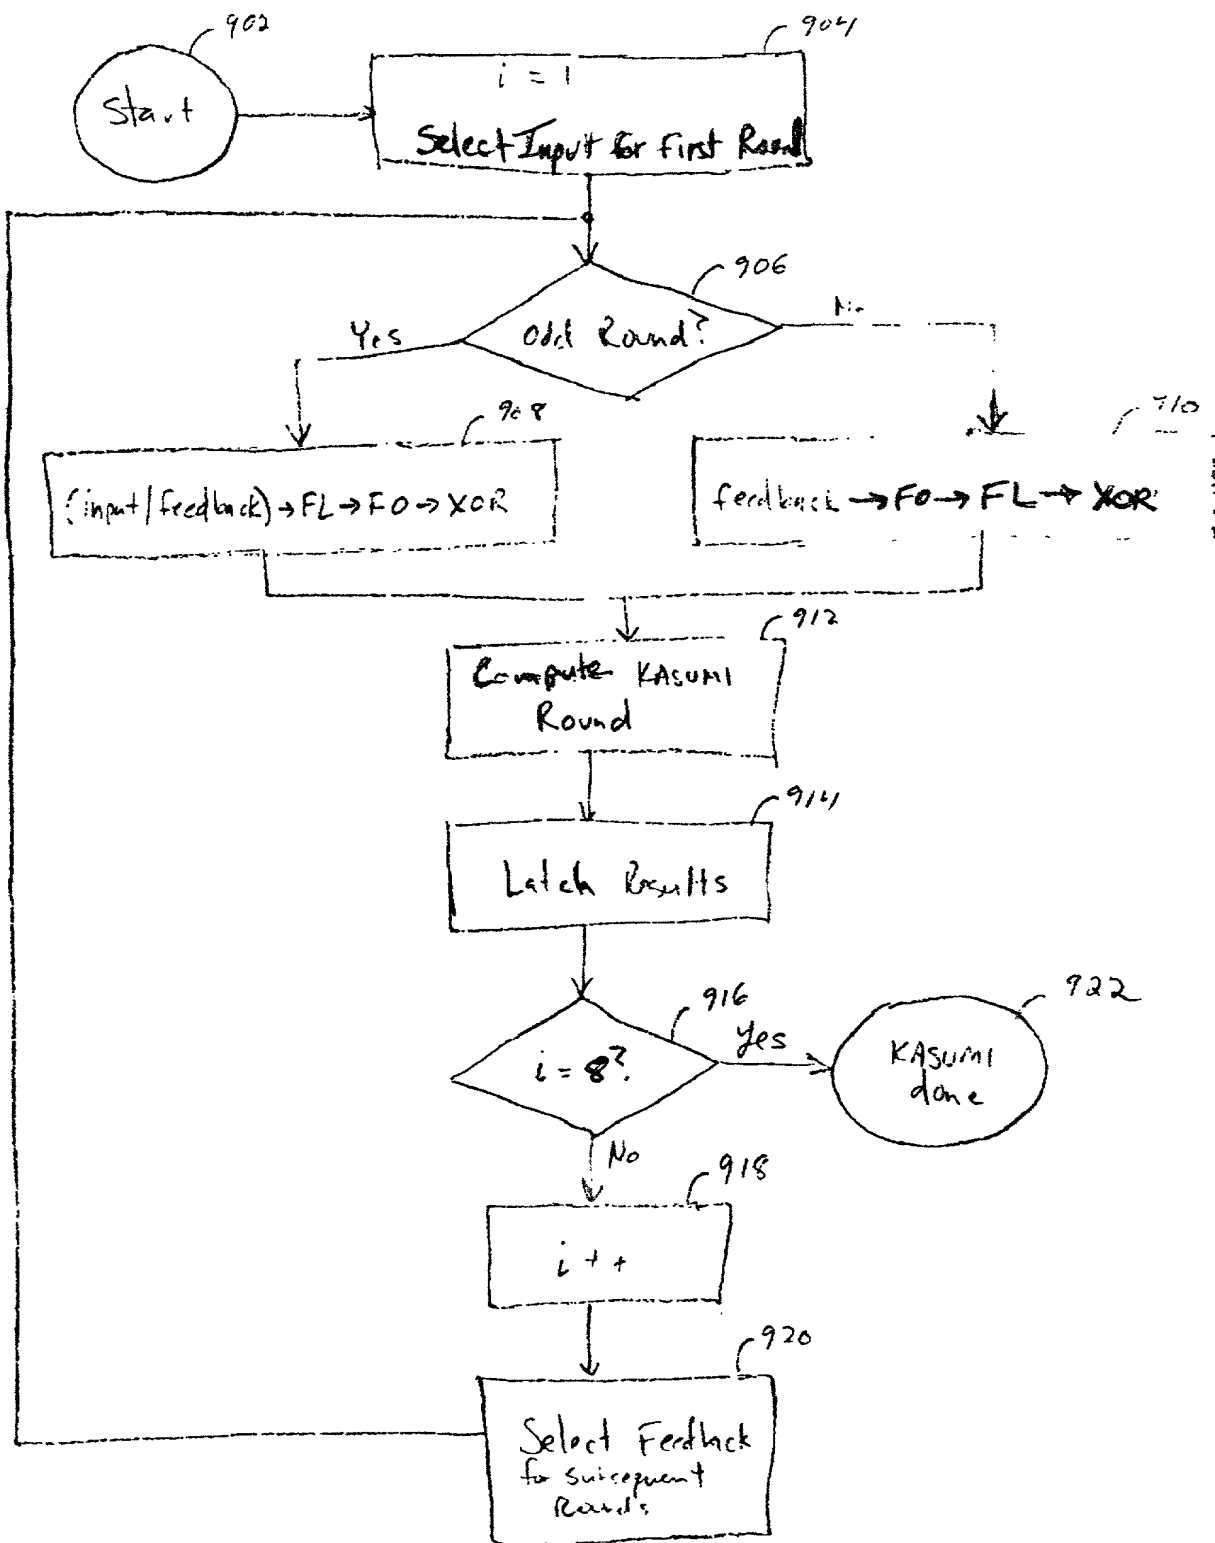 902
904
Start
i = 1
Select Input for First Round
906
Odd Round?
Yes
No
908
910
(input/feedback)→FL→FO→XOR
feedback→FO→FL→XOR
912
Compute KASUMI
Round
914
Latch Results
916
i = 8?
Yes
922
KASUMI
done
No
918
i++
920
Select Feedback
for subsequent
Rounds